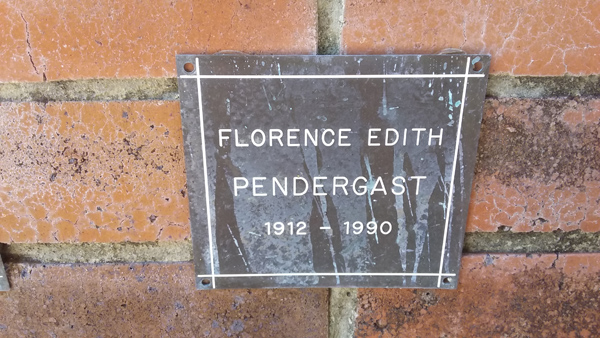 FLORENCE EDITH
PENDERGAST
1912 - 1990